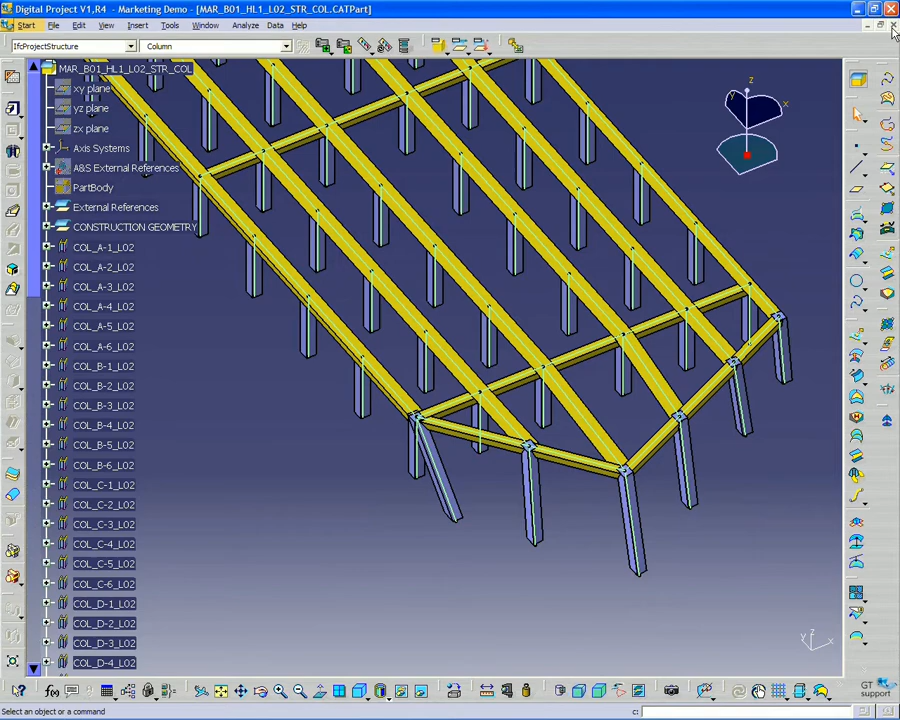 Digital Project V1,R4 - Marketing Demo - [MAR_B01_HL1_L02_STR_COL.CATPart]
Start File Edit View Insert Tools Window Analyze Data Help
IfcProjectStructure Column
MAR_B01_HL1_L02_STR_COL
xy plane
yz plane
zx plane
Axis Systems
A&S External References
PartBody
External References
CONSTRUCTION GEOMETRY
COL_A-1_L02
COL_A-2_L02
COL_A-3_L02
COL_A-4_L02
COL_A-5_L02
COL_A-6_L02
COL_B-1_L02
COL_B-2_L02
COL_B-3_L02
COL_B-4_L02
COL_B-5_L02
COL_B-6_L02
COL_C-1_L02
COL_C-2_L02
COL_C-3_L02
COL_C-4_L02
COL_C-5_L02
COL_C-6_L02
COL_D-1_L02
COL_D-2_L02
COL_D-3_L02
COL_D-4_L02
z
y x
z
y x
GT
support
Select an object or a command c: